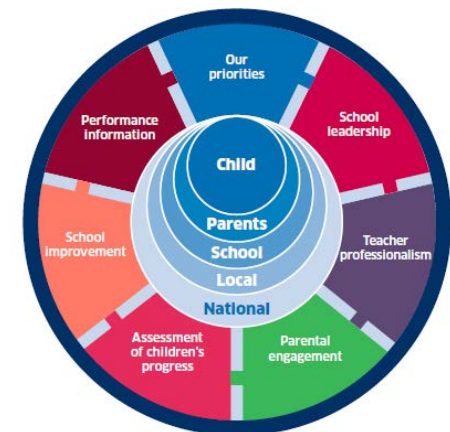 Our
priorities
School
leadership
Teacher
professionalism
Parental
engagement
Assessment
of children's
progress
School
improvement
Performance
information
Child
Parents
School
Local
National